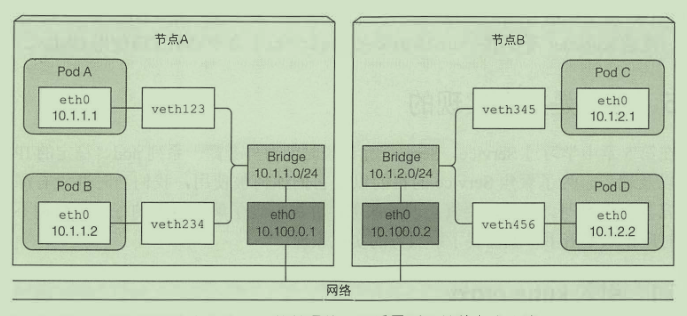 节点A
Pod A
eth0
10.1.1.1
veth123
Bridge
10.1.1.0/24
Pod B
eth0
10.1.1.2
veth234
eth0
10.100.0.1
节点B
veth345
Pod C
eth0
10.1.2.1
Bridge
10.1.2.0/24
eth0
10.100.0.2
veth456
Pod D
eth0
10.1.2.2
网络